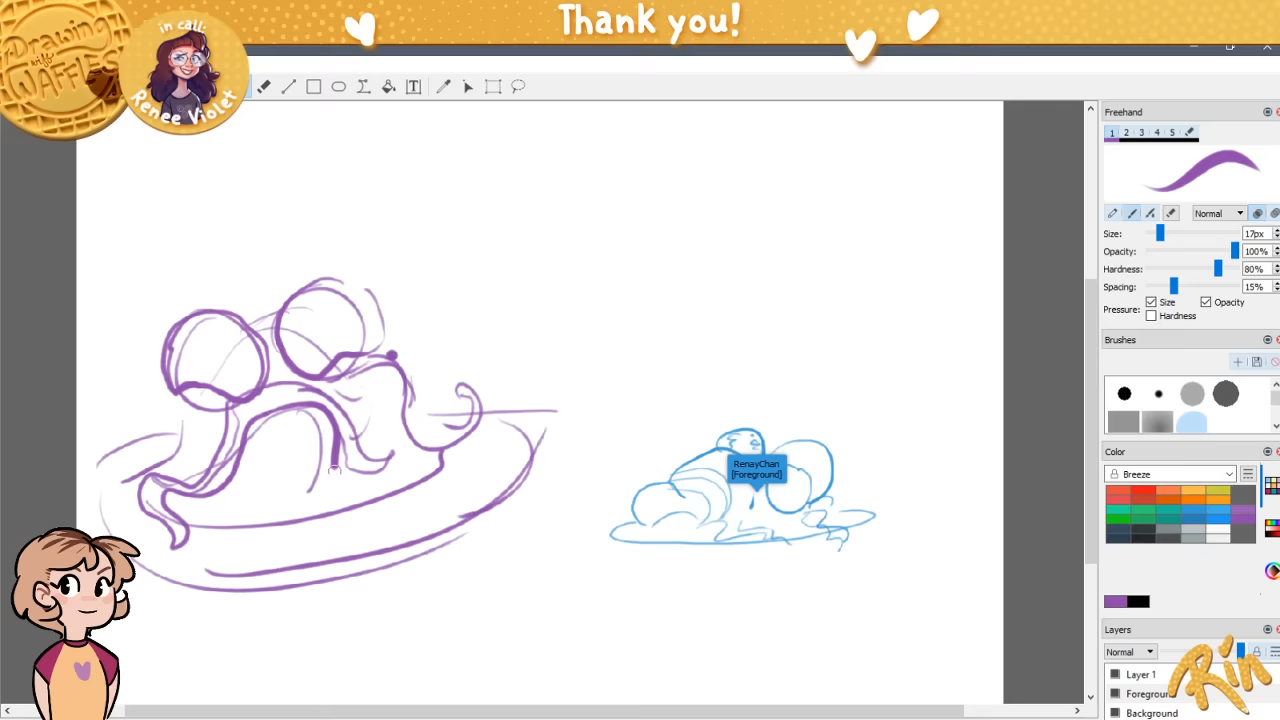 Thank you!
Drawing
with
WAFFLES
in call:
Renee Violet
T
Freehand
1 2 3 4 5
Normal
Size: 17px
Opacity: 100%
Hardness: 80%
Spacing: 15%
Pressure: Size Opacity
Hardness
Brushes
Color
Breeze
RenayChan
[Foreground]
Layers
Normal
Layer 1
Foreground
Background
Rin